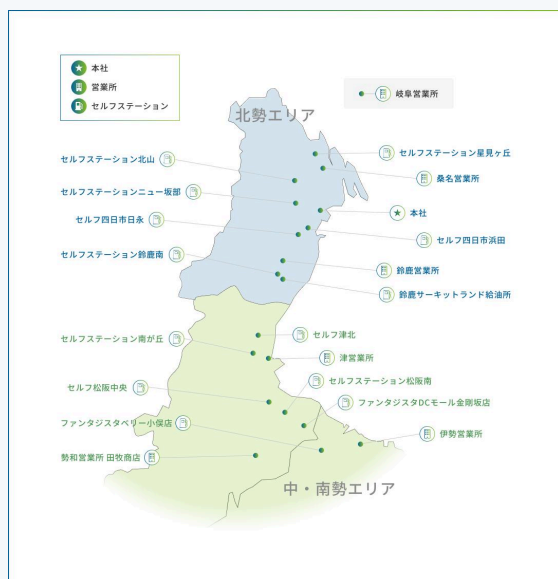 本社
営業所
セルフステーション
岐阜営業所
北勢エリア
セルフステーション北山
セルフステーションニュー坂部
セルフ四日市日永
セルフステーション鈴鹿南
セルフステーション星見ヶ丘
桑名営業所
本社
セルフ四日市浜田
鈴鹿営業所
鈴鹿サーキットランド給油所
セルフステーション南が丘
セルフ松阪中央
ファンタジスタベリー小俣店
勢和営業所 田牧商店
セルフ津北
津営業所
セルフステーション松阪南
ファンタジスタDCモール金剛坂店
伊勢営業所
中・南勢エリア